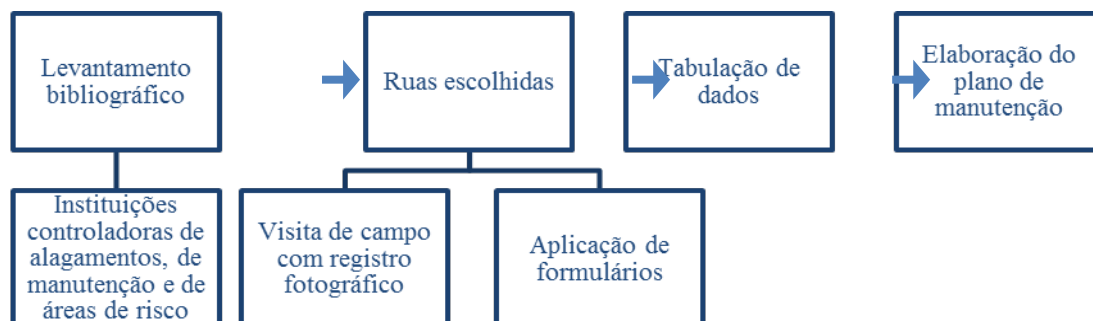 Levantamento
bibliográfico
Ruas escolhidas
Tabulação de
dados
Elaboração do
plano de
manutenção
Instituições
controladoras de
alagamentos, de
manutenção e de
áreas de risco
Visita de campo
com registro
fotográfico
Aplicação de
formulários